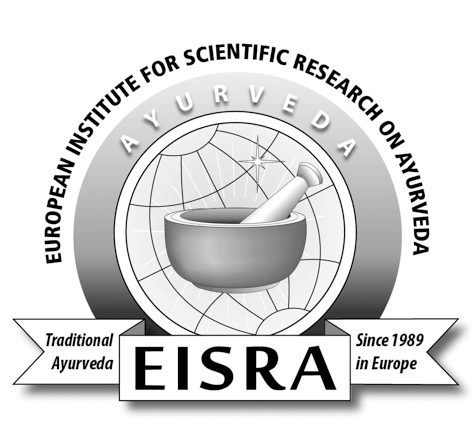 EUROPEAN INSTITUTE FOR SCIENTIFIC RESEARCH ON AYURVEDA
AYURVEDA
Traditional
Ayurveda
EISRA
Since 1989
in Europe